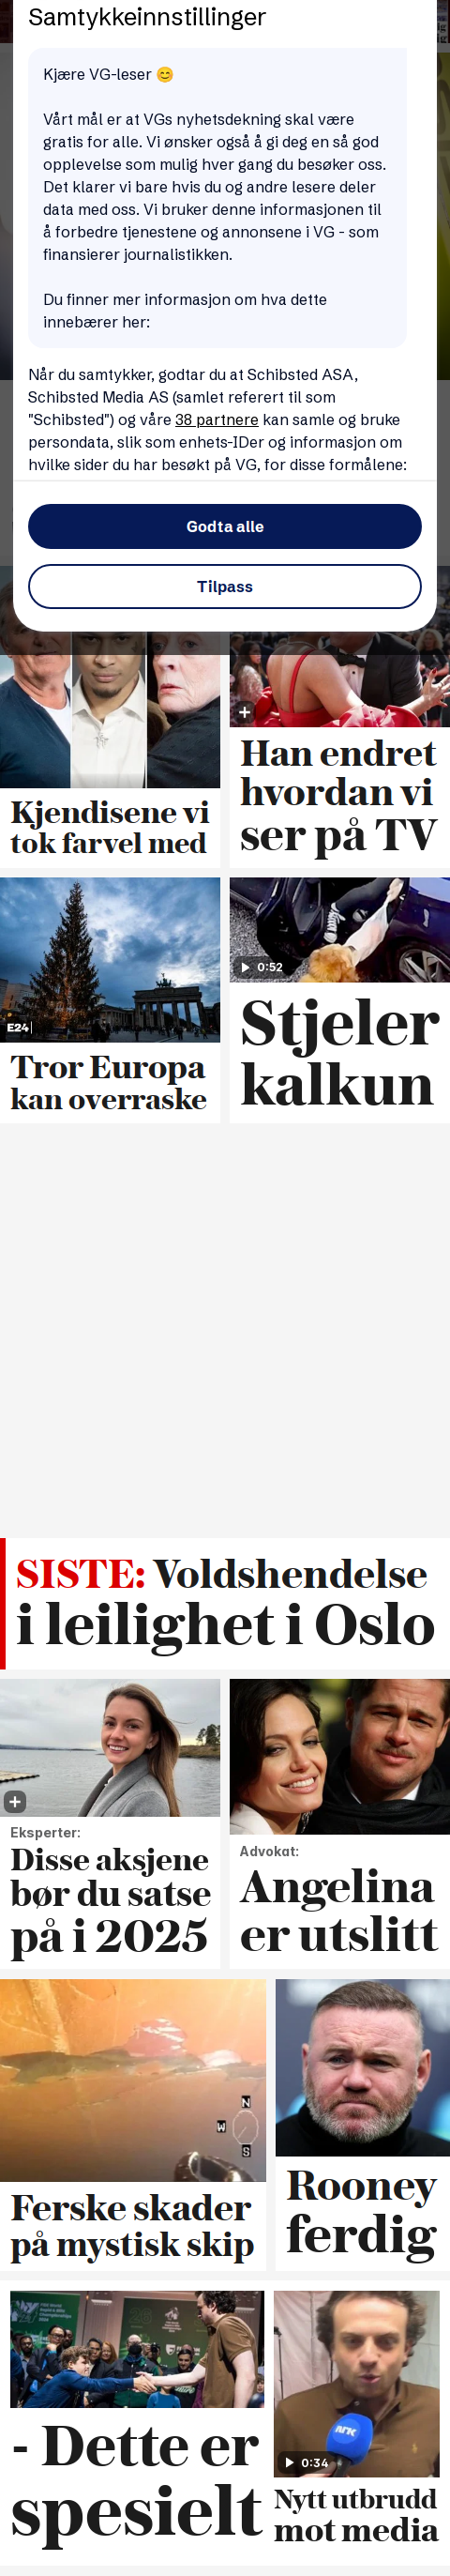 Samtykkeinnstillinger
Kjære VG-leser 😊
Vårt mål er at VGs nyhetsdekning skal være
gratis for alle. Vi ønsker også å gi deg en så god
opplevelse som mulig hver gang du besøker oss.
Det klarer vi bare hvis du og andre lesere deler
data med oss. Vi bruker denne informasjonen til
å forbedre tjenestene og annonsene i VG - som
finansierer journalistikken.
Du finner mer informasjon om hva dette
innebærer her:
Når du samtykker, godtar du at Schibsted ASA,
Schibsted Media AS (samlet referert til som
"Schibsted") og våre 38 partnere kan samle og bruke
persondata, slik som enhets-IDer og informasjon om
hvilke sider du har besøkt på VG, for disse formålene:
Godta alle
Tilpass
Kjendisene vi
tok farvel med
Han endret
hvordan vi
ser på TV
E24
Tror Europa
kan overraske
0:52
Stjeler
kalkun
SISTE: Voldshendelse
i leilighet i Oslo
Eksperter:
Disse aksjene
bør du satse
på i 2025
Advokat:
Angelina
er utslitt
N
W
S
Ferske skader
på mystisk skip
Rooney
ferdig
- Dette er
spesielt
NRK
0:34
Nytt utbrudd
mot media